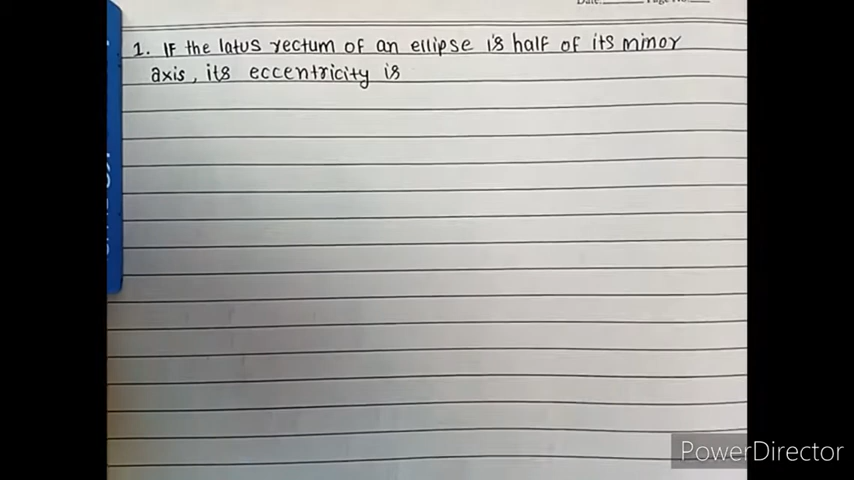 1. IF the latus rectum of an ellipse is half of its minor
axis, its eccentricity is
PowerDirector